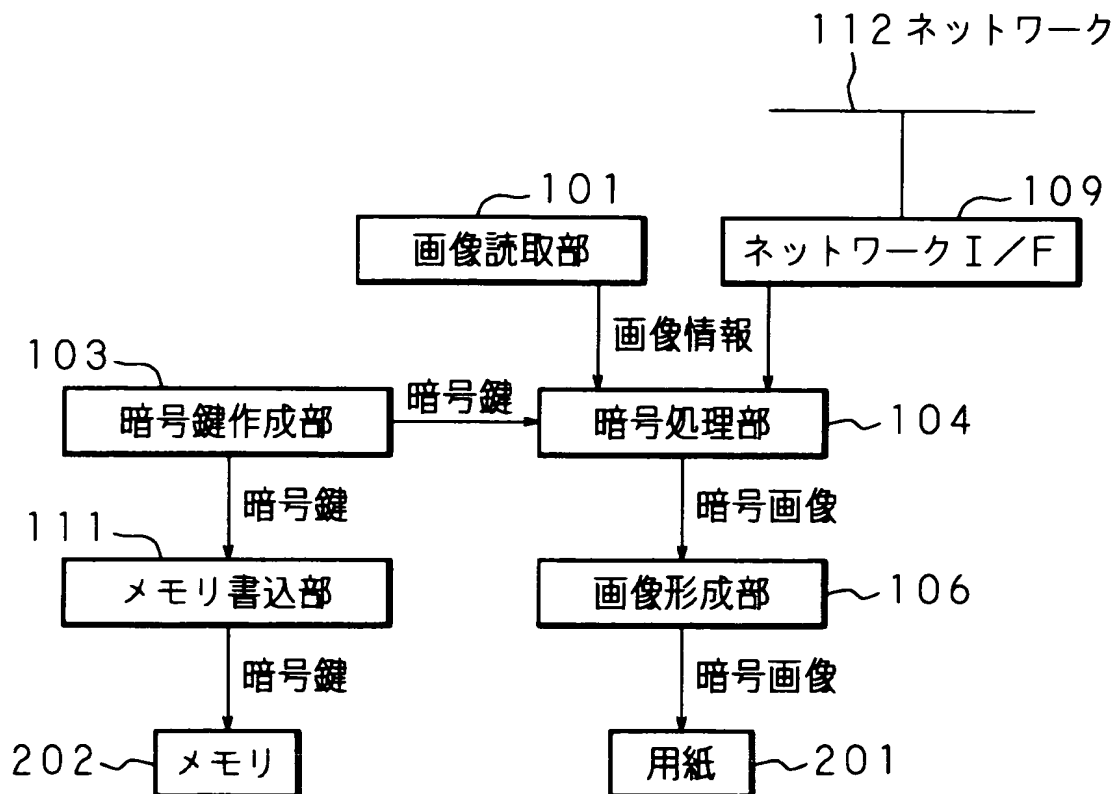 112ネットワーク
101
109
画像読取部
ネットワークI/F
画像情報
103
暗号鍵
暗号鍵作成部
暗号処理部
104
暗号鍵
暗号画像
111
メモリ書込部
画像形成部
106
暗号鍵
暗号画像
202
メモリ
用紙
201